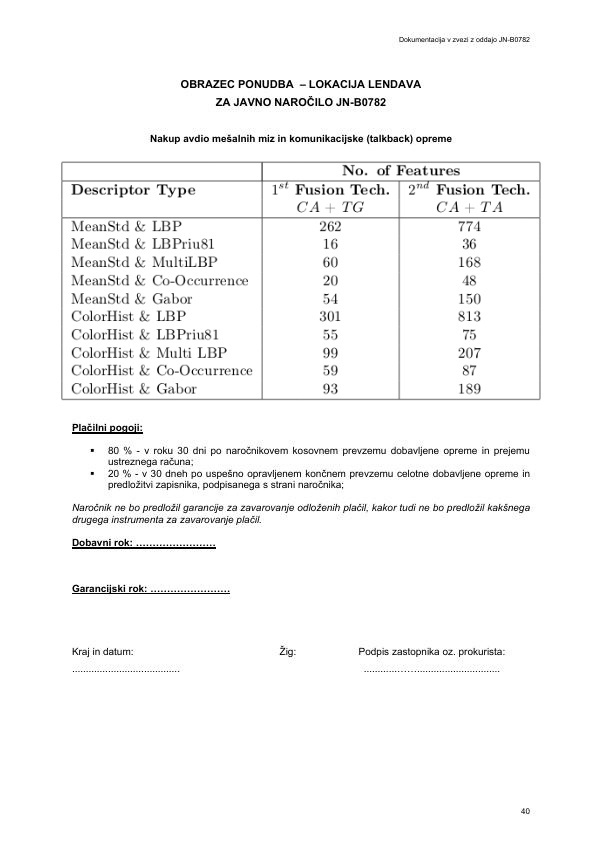 Dokumentacija v zvezi z oddajo JN-B0782
OBRAZEC PONUDBA – LOKACIJA LENDAVA
ZA JAVNO NAROČILO JN-B0782
Nakup avdio mešalnih miz in komunikacijske (talkback) opreme
No. of Features
Descriptor Type 1st Fusion Tech. 2nd Fusion Tech.
CA + TG CA + TA
MeanStd & LBP 262 774
MeanStd & LBPriu81 16 36
MeanStd & MultiLBP 60 168
MeanStd & Co-Occurrence 20 48
MeanStd & Gabor 54 150
ColorHist & LBP 301 813
ColorHist & LBPriu81 55 75
ColorHist & Multi LBP 99 207
ColorHist & Co-Occurrence 59 87
ColorHist & Gabor 93 189
Plačilni pogoji:
▪ 80 % - v roku 30 dni po naročnikovem kosovnem prevzemu dobavljene opreme in prejemu
ustreznega računa;
▪ 20 % - v 30 dneh po uspešno opravljenem končnem prevzemu celotne dobavljene opreme in
predložitvi zapisnika, podpisanega s strani naročnika;
Naročnik ne bo predložil garancije za zavarovanje odloženih plačil, kakor tudi ne bo predložil kakšnega
drugega instrumenta za zavarovanje plačil.
Dobavni rok: ……………………
Garancijski rok: ……………………
Kraj in datum: Žig: Podpis zastopnika oz. prokurista:
........................................ ..................................................
40